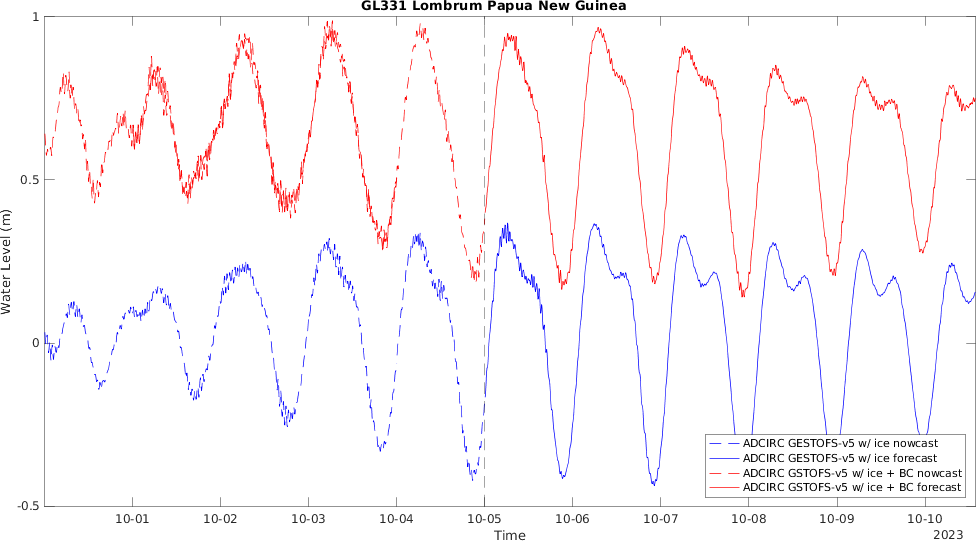 GL331 Lombrum Papua New Guinea
Water Level (m)
1
0.5
0
-0.5
ADCIRC GESTOFS-v5 w/ ice nowcast
ADCIRC GESTOFS-v5 w/ ice forecast
ADCIRC GSTOFS-v5 w/ ice + BC nowcast
ADCIRC GSTOFS-v5 w/ ice + BC forecast
10-01 10-02 10-03 10-04 10-05 10-06 10-07 10-08 10-09 10-10
Time
2023